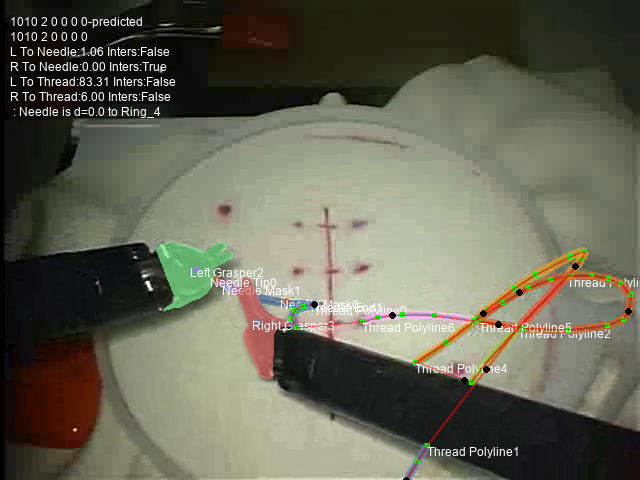 1010 2 0 0 0 0-predicted
1010 2 0 0 0 0
L To Needle:1.06 Inters:False
R To Needle:0.00 Inters:True
L To Thread:83.31 Inters:False
R To Thread:6.00 Inters:False
: Needle is d=0.0 to Ring_4
Left Grasper2
Needle Tip0
Needle Mask1
Right Grasper3
Thread Polyline6
Thread Polyline5
Thread Polyline2
Thread Polyline4
Thread Polyline1